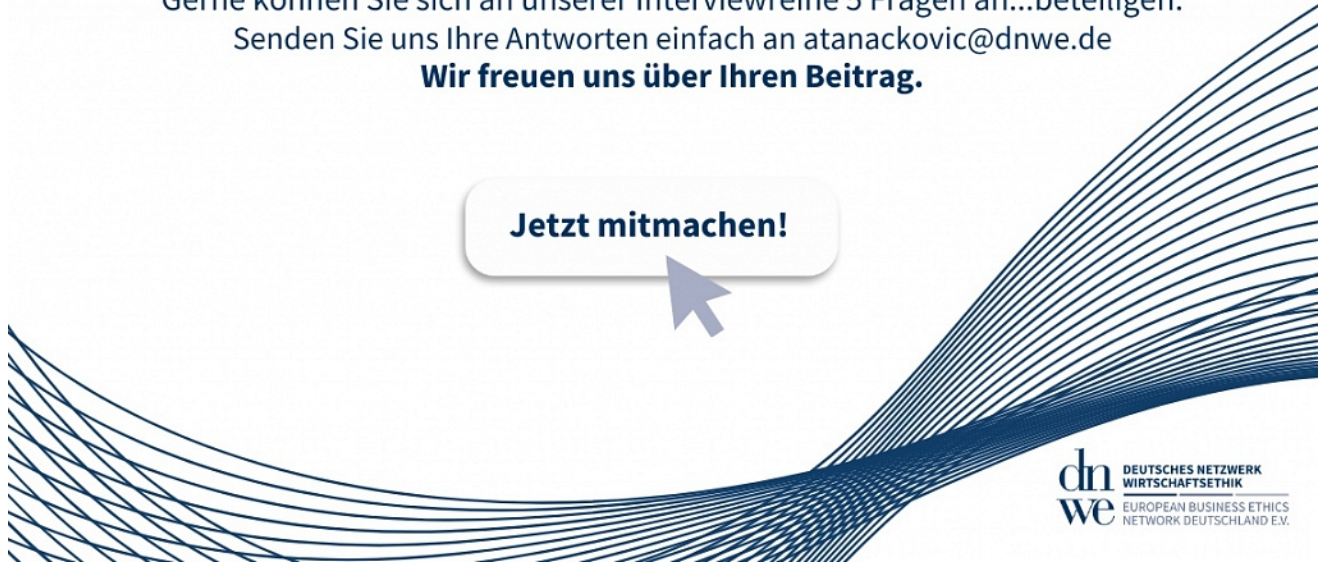 Gerne können Sie sich an unserer Interviewreihe 5 Fragen an...beteiligen.
Senden Sie uns Ihre Antworten einfach an atanackovic@dnwe.de
Wir freuen uns über Ihren Beitrag.
Jetzt mitmachen!
dn
we
DEUTSCHES NETZWERK
WIRTSCHAFTSETHIK
EUROPEAN BUSINESS ETHICS
NETWORK DEUTSCHLAND E.V.